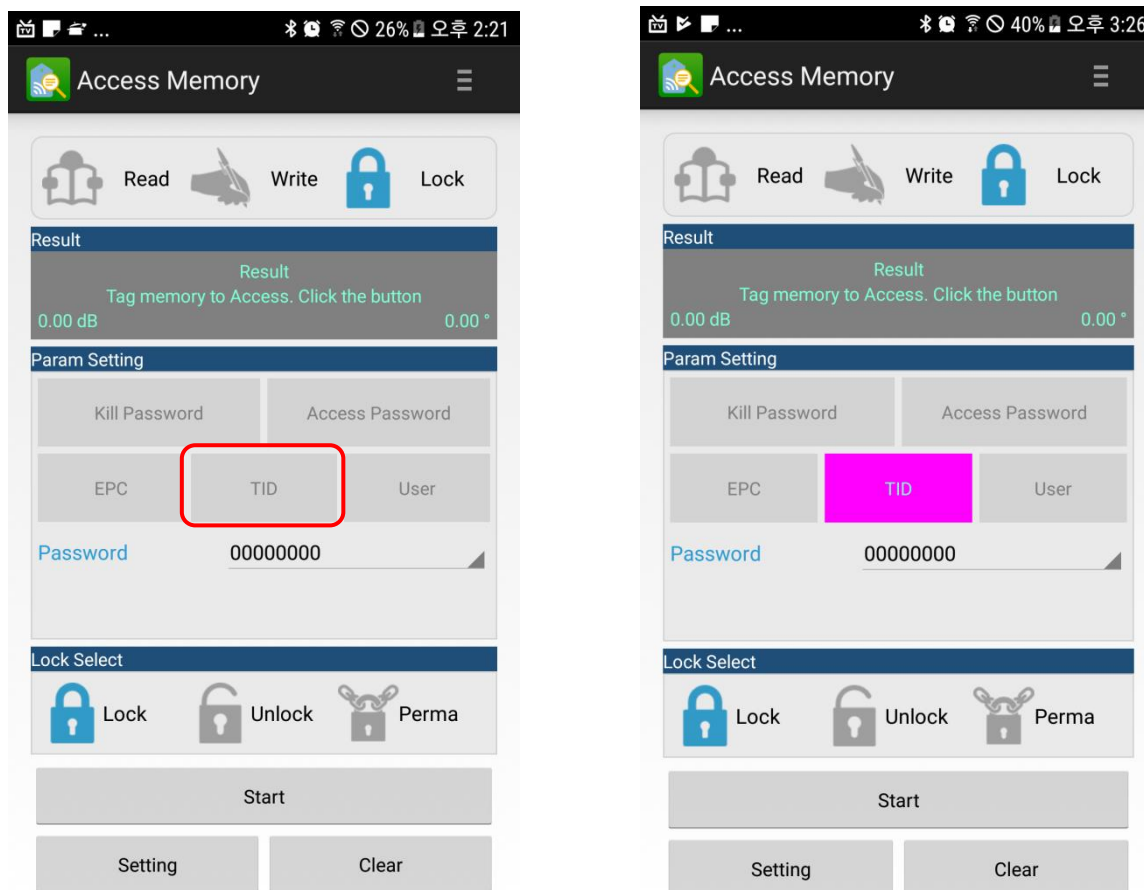 ... 26% 오후 2:21
Access Memory
Read Write Lock
Result
Result
Tag memory to Access. Click the button
0.00 dB 0.00 °
Param Setting
Kill Password Access Password
EPC TID User
Password 00000000
Lock Select
Lock Unlock Perma
Start
Setting Clear
TV ... 40% 오후 3:26
Access Memory
Read Write Lock
Result
Result
Tag memory to Access. Click the button
0.00 dB 0.00 °
Param Setting
Kill Password Access Password
EPC TID User
Password 00000000
Lock Select
Lock Unlock Perma
Start
Setting Clear